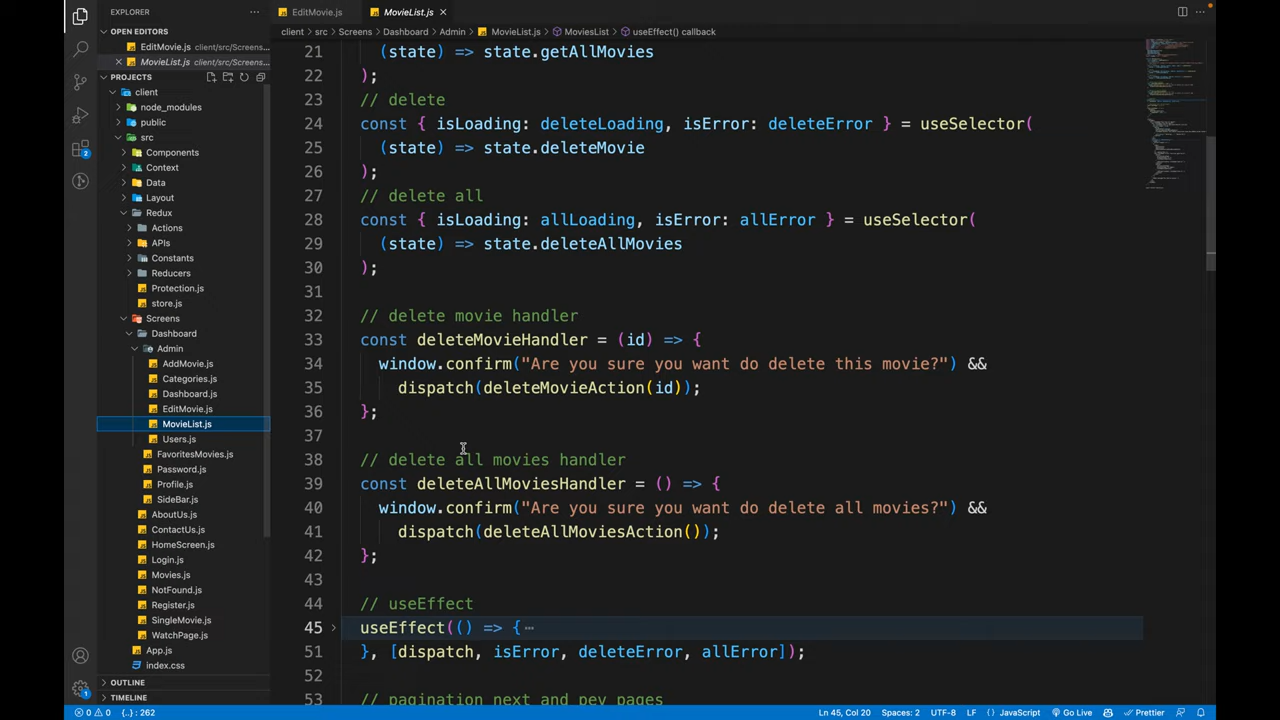 EXPLORER
OPEN EDITORS
EditMovie.js client/src/Screens...
MovieList.js client/src/Screens...
PROJECTS
client
node_modules
public
src
Components
Context
Data
Layout
Redux
Actions
APIs
Constants
Reducers
Protection.js
store.js
Screens
Dashboard
Admin
AddMovie.js
Categories.js
Dashboard.js
EditMovie.js
MovieList.js
Users.js
FavoritesMovies.js
Password.js
Profile.js
SideBar.js
AboutUs.js
ContactUs.js
HomeScreen.js
Login.js
Movies.js
NotFound.js
Register.js
SingleMovie.js
WatchPage.js
App.js
index.css
OUTLINE
TIMELINE
2
1
EditMovie.js MovieList.js
client > src > Screens > Dashboard > Admin > MovieList.js > MoviesList > useEffect() callback
21 (state) => state.getAllMovies
22 );
23 // delete
24 const { isLoading: deleteLoading, isError: deleteError } = useSelector(
25 (state) => state.deleteMovie
26 );
27 // delete all
28 const { isLoading: allLoading, isError: allError } = useSelector(
29 (state) => state.deleteAllMovies
30 );
31
32 // delete movie handler
33 const deleteMovieHandler = (id) => {
34 window.confirm("Are you sure you want do delete this movie?") &&
35 dispatch(deleteMovieAction(id));
36 };
37
38 // delete all movies handler
39 const deleteAllMoviesHandler = () => {
40 window.confirm("Are you sure you want do delete all movies?") &&
41 dispatch(deleteAllMoviesAction());
42 };
43
44 // useEffect
45 useEffect(() => {⋯
51 }, [dispatch, isError, deleteError, allError]);
52
53 // pagination next and pev pages
0 0 {..}: 262 Ln 45, Col 20 Spaces: 2 UTF-8 LF {} JavaScript Go Live Prettier